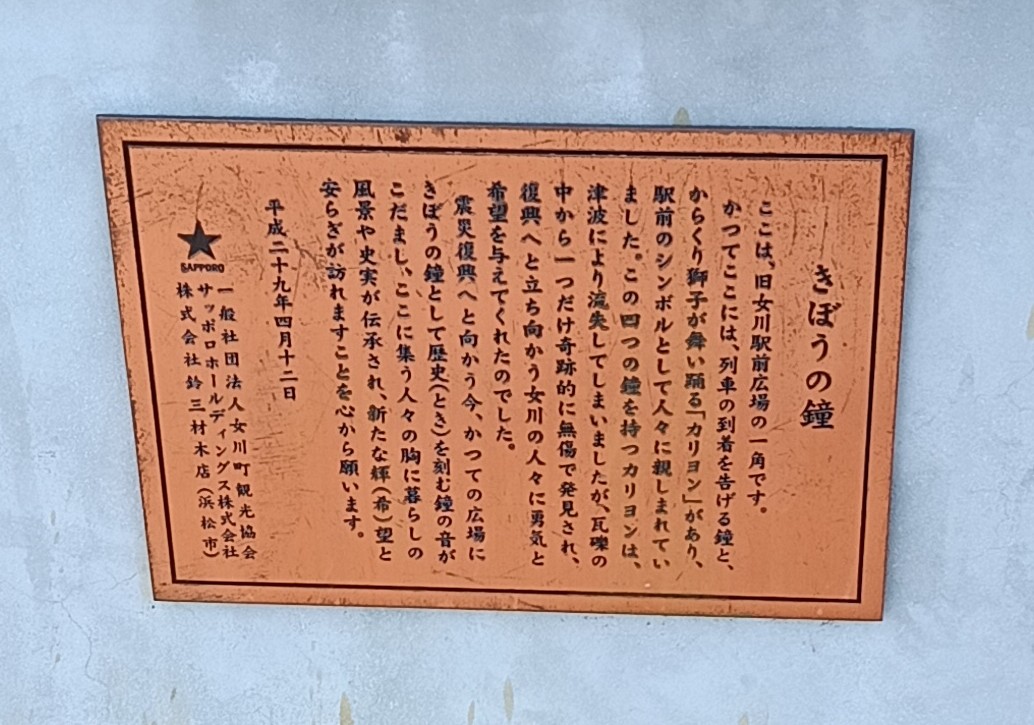 きぼうの鐘
ここは、旧女川駅前広場の一角です。
かつてここには、列車の到着を告げる鐘と、
からくり獅子が舞い踊る「カリヨン」があり、
駅前のシンボルとして人々に親しまれてい
ました。この四つの鐘を持つカリヨンは、
津波により流失してしまいましたが、瓦礫の
中から一つだけ奇跡的に無傷で発見され、
復興へと立ち向かう女川の人々に勇気と
希望を与えてくれたのでした。
震災復興へと向かう今、かつての広場に
きぼうの鐘として歴史(とき)を刻む鐘の音が
こだまし、ここに集う人々の胸に暮らしの
風景や史実が伝承され、新たな輝(希)望と
安らぎが訪れますことを心から願います。
平成二十九年四月十二日
一般社団法人女川町観光協会
サッポロホールディングス株式会社
株式会社鈴三材木店(浜松市)
SAPPORO